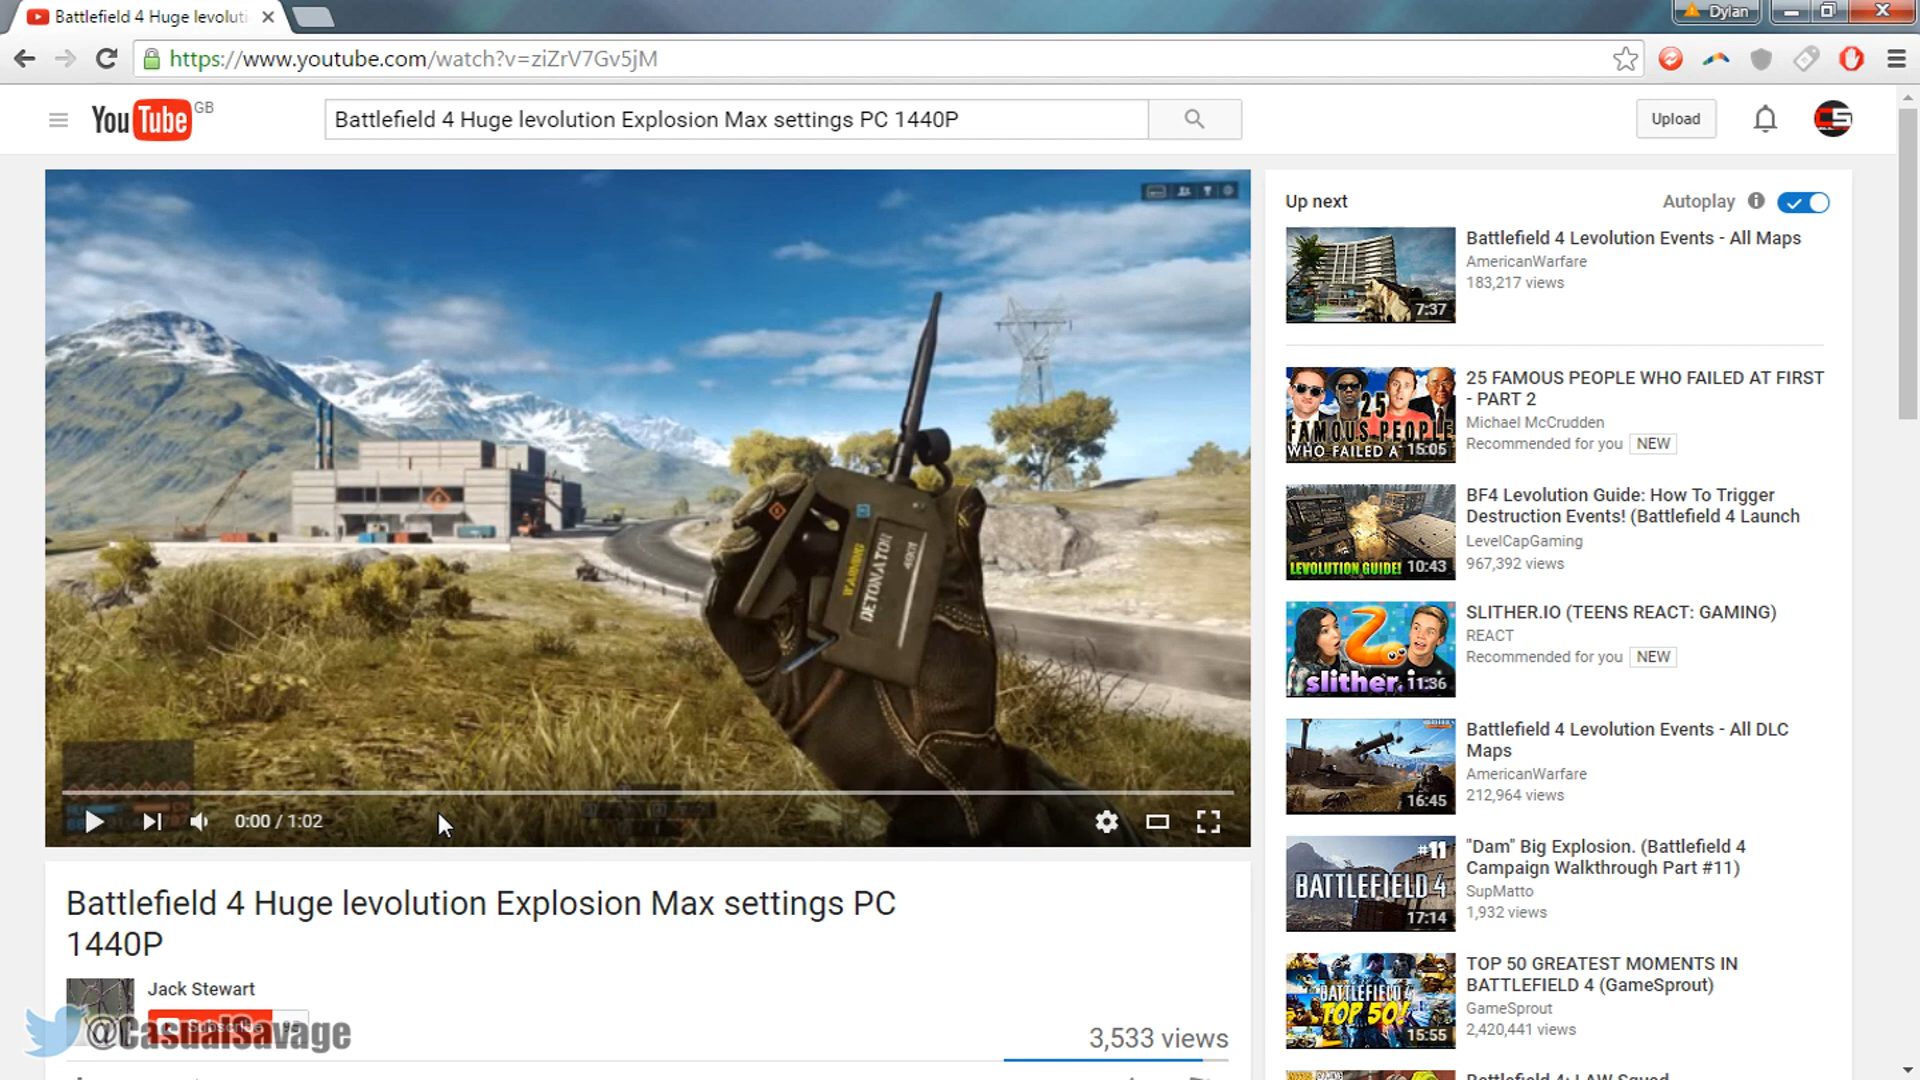 Battlefield 4 Huge levoluti
Dylan
https://www.youtube.com/watch?v=ziZrV7Gv5jM
YouTube GB
Battlefield 4 Huge levolution Explosion Max settings PC 1440P
Upload
WARNING
DETONATOR
0:00 / 1:02
Battlefield 4 Huge levolution Explosion Max settings PC
1440P
Jack Stewart
Subscribe
@CasualSavage
3,533 views
Up next
Autoplay
7:37
Battlefield 4 Levolution Events - All Maps
AmericanWarfare
183,217 views
25
FAMOUS PEOPLE
WHO FAILED A
15:05
25 FAMOUS PEOPLE WHO FAILED AT FIRST
- PART 2
Michael McCrudden
Recommended for you NEW
LEVOLUTION GUIDE!
10:43
BF4 Levolution Guide: How To Trigger
Destruction Events! (Battlefield 4 Launch
LevelCapGaming
967,392 views
slither.
11:36
SLITHER.IO (TEENS REACT: GAMING)
REACT
Recommended for you NEW
16:45
Battlefield 4 Levolution Events - All DLC
Maps
AmericanWarfare
212,964 views
#11
BATTLEFIELD 4
17:14
"Dam" Big Explosion. (Battlefield 4
Campaign Walkthrough Part #11)
SupMatto
1,932 views
BATTLEFIELD 4
TOP 50!
15:55
TOP 50 GREATEST MOMENTS IN
BATTLEFIELD 4 (GameSprout)
GameSprout
2,420,441 views
Battlefield 4: LAW Squad